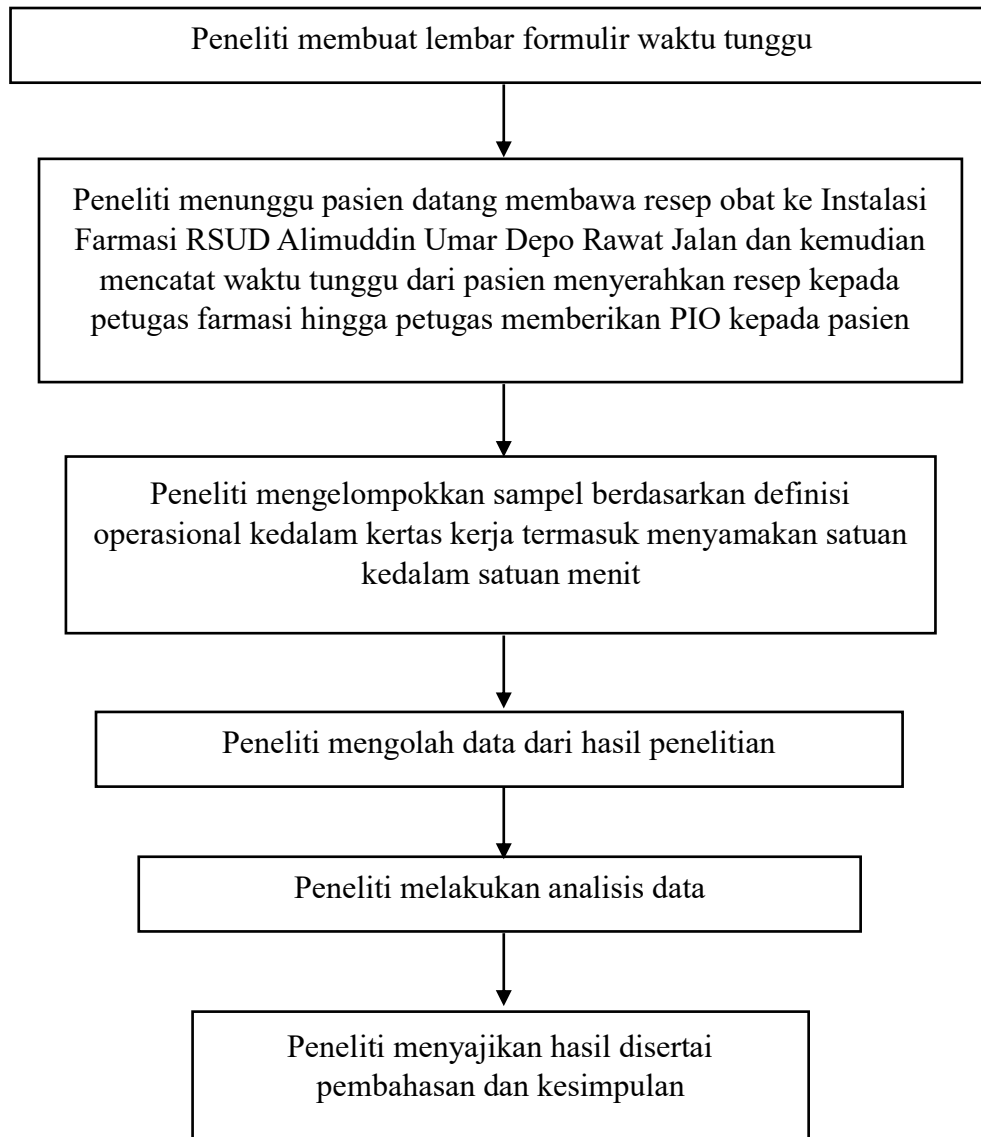 Peneliti membuat lembar formulir waktu tunggu
Peneliti menunggu pasien datang membawa resep obat ke Instalasi
Farmasi RSUD Alimuddin Umar Depo Rawat Jalan dan kemudian
mencatat waktu tunggu dari pasien menyerahkan resep kepada
petugas farmasi hingga petugas memberikan PIO kepada pasien
Peneliti mengelompokkan sampel berdasarkan definisi
operasional kedalam kertas kerja termasuk menyamakan satuan
kedalam satuan menit
Peneliti mengolah data dari hasil penelitian
Peneliti melakukan analisis data
Peneliti menyajikan hasil disertai
pembahasan dan kesimpulan